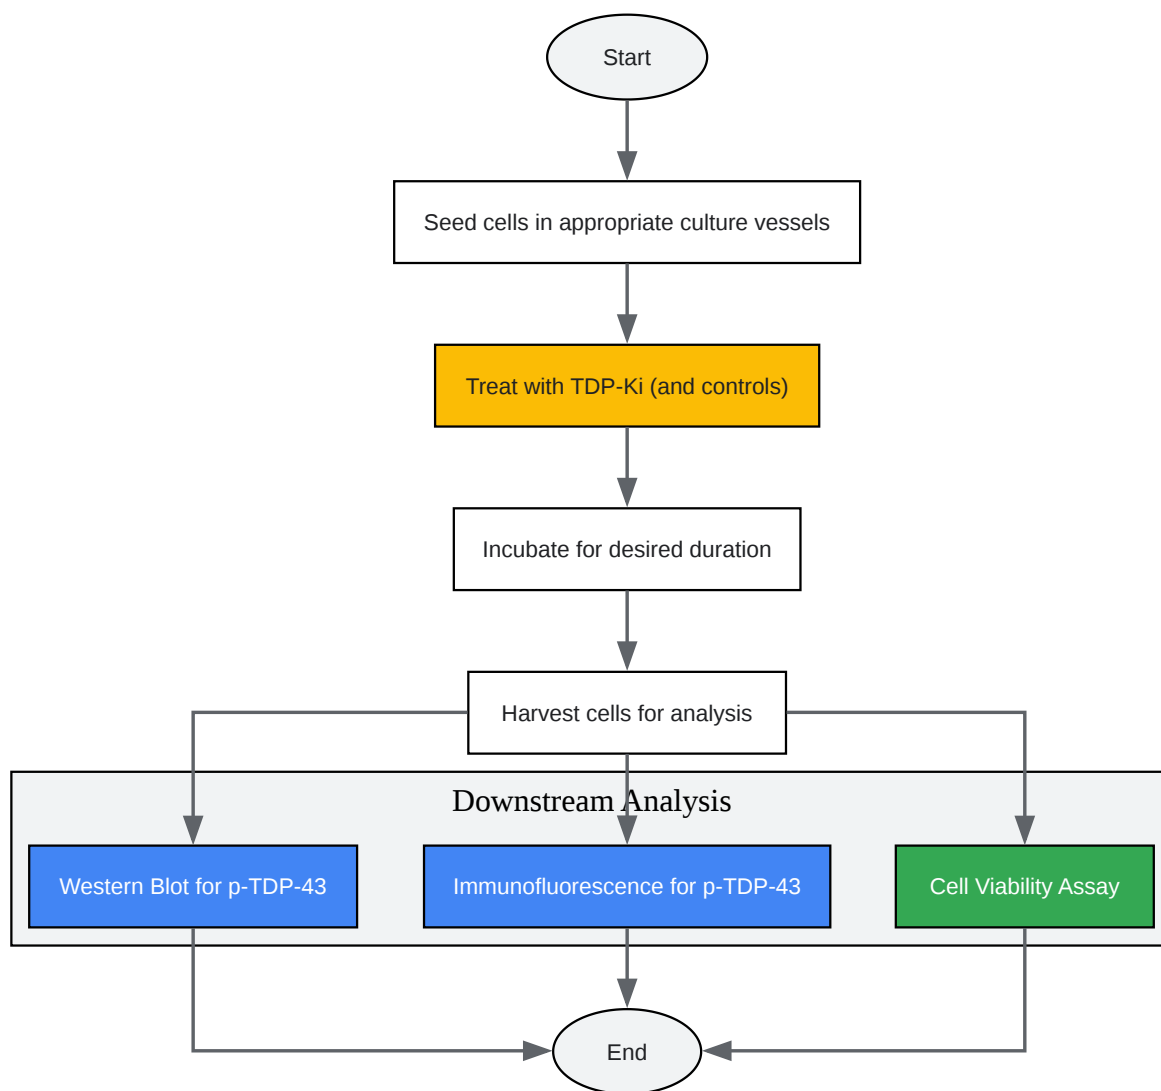 Start
Seed cells in appropriate culture vessels
Treat with TDP-Ki (and controls)
Incubate for desired duration
Harvest cells for analysis
Downstream Analysis
Western Blot for p-TDP-43
Immunofluorescence for p-TDP-43
Cell Viability Assay
End